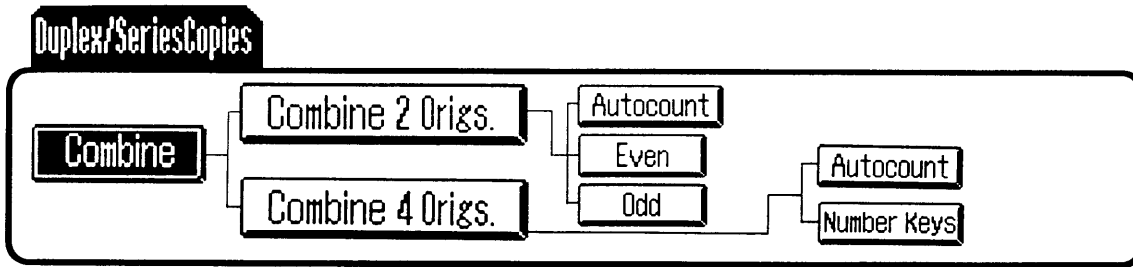 Duplex/SeriesCopies
Combine
Combine 2 Origs.
Autocount
Even
Odd
Combine 4 Origs.
Autocount
Number Keys